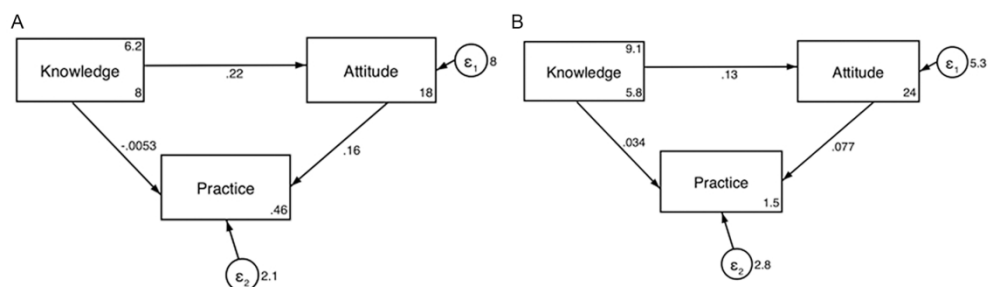 A
6.2
Knowledge
8
.22
Attitude
18
ε1
8
-.0053
.16
Practice
.46
ε2
2.1
B
9.1
Knowledge
5.8
.13
Attitude
24
ε1
5.3
.034
.077
Practice
1.5
ε2
2.8